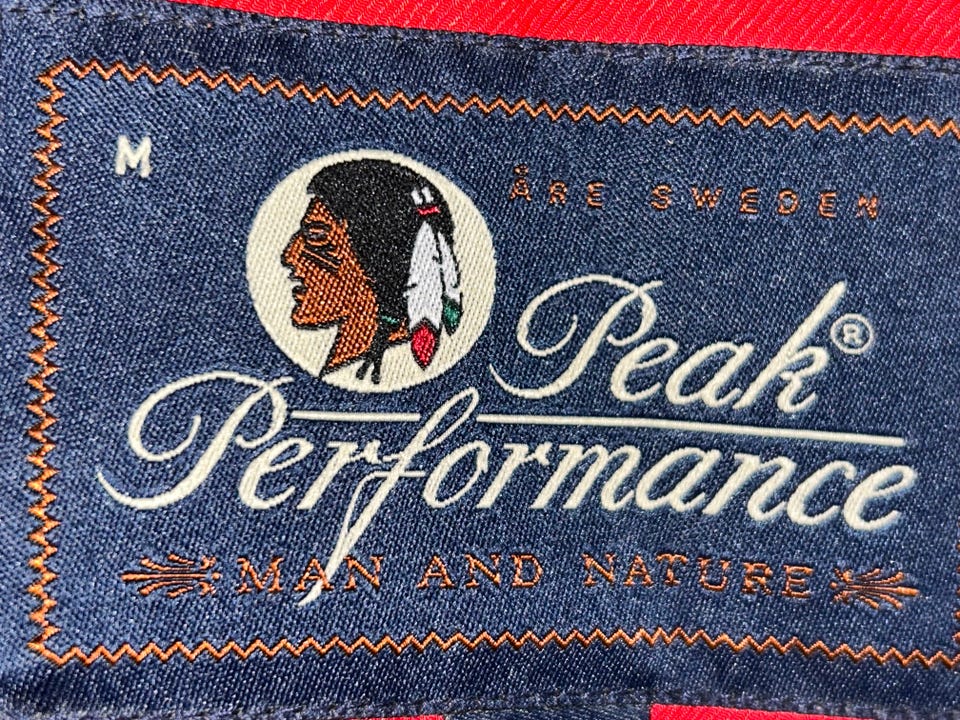 M
ÅRE SWEDEN
Peak®
Performance
MAN AND NATURE